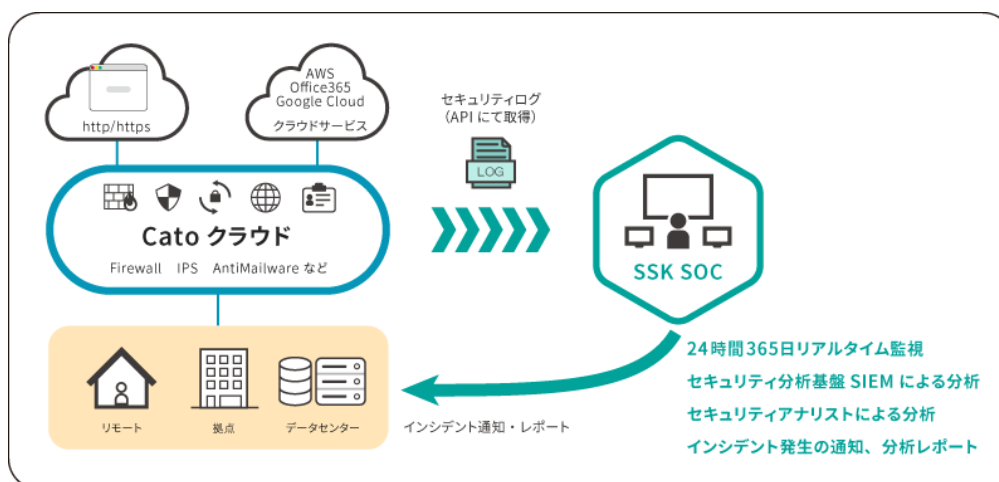 http/https
AWS
Office365
Google Cloud
クラウドサービス
セキュリティログ
（APIにて取得）
LOG
Cato クラウド
Firewall IPS AntiMailware など
SSK SOC
リモート
拠点
データセンター
インシデント通知・レポート
24時間365日リアルタイム監視
セキュリティ分析基盤 SIEM による分析
セキュリティアナリストによる分析
インシデント発生の通知、分析レポート